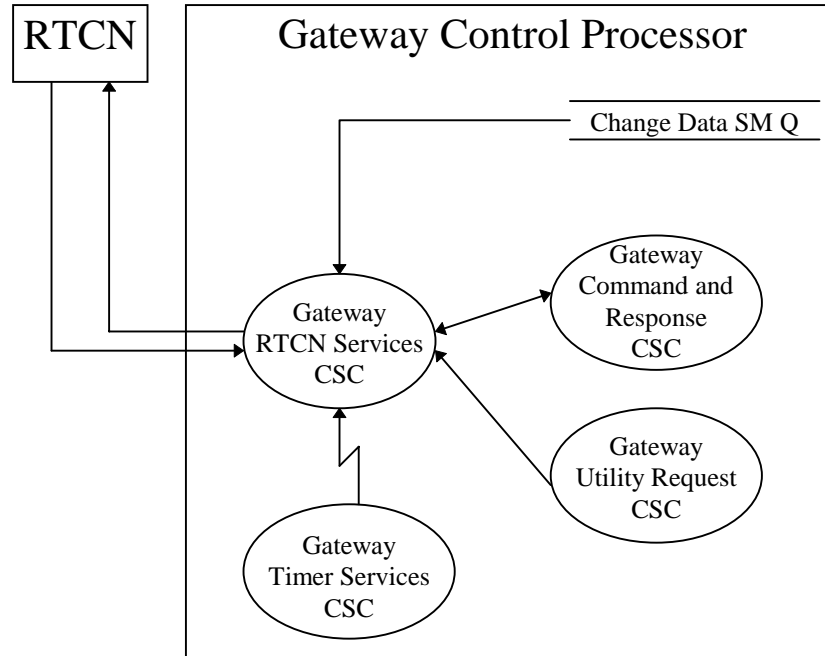 RTCN
Gateway Control Processor
Change Data SM Q
Gateway
Command and
Response
CSC
Gateway
RTCN Services
CSC
Gateway
Utility Request
CSC
Gateway
Timer Services
CSC